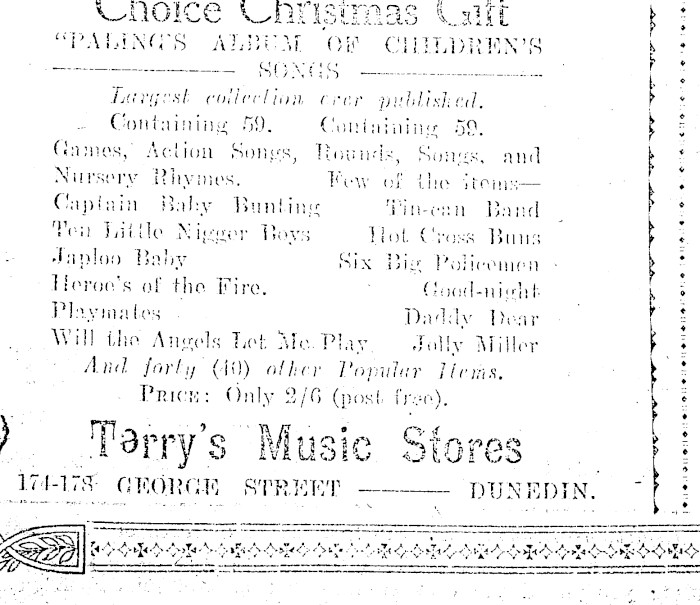 Choice Christmas Gift
"PALING'S ALBUM OF CHILDREN'S
SONGS
Largest collection ever published.
Containing 59. Containing 59.
Games, Action Songs, Rounds, Songs, and
Nursery Rhymes. Few of the items—
Captain Baby Bunting Tin-can Band
Ten Little Nigger Boys Hot Cross Buns
Japloo Baby Six Big Policemen
Heroe's of the Fire. Good-night
Playmates Daddy Dear
Will the Angels Let Me Play Jolly Miller
And forty (40) other Popular Items.
PRICE: Only 2/6 (post free).
Terry's Music Stores
174-178 GEORGE STREET ——— DUNEDIN.